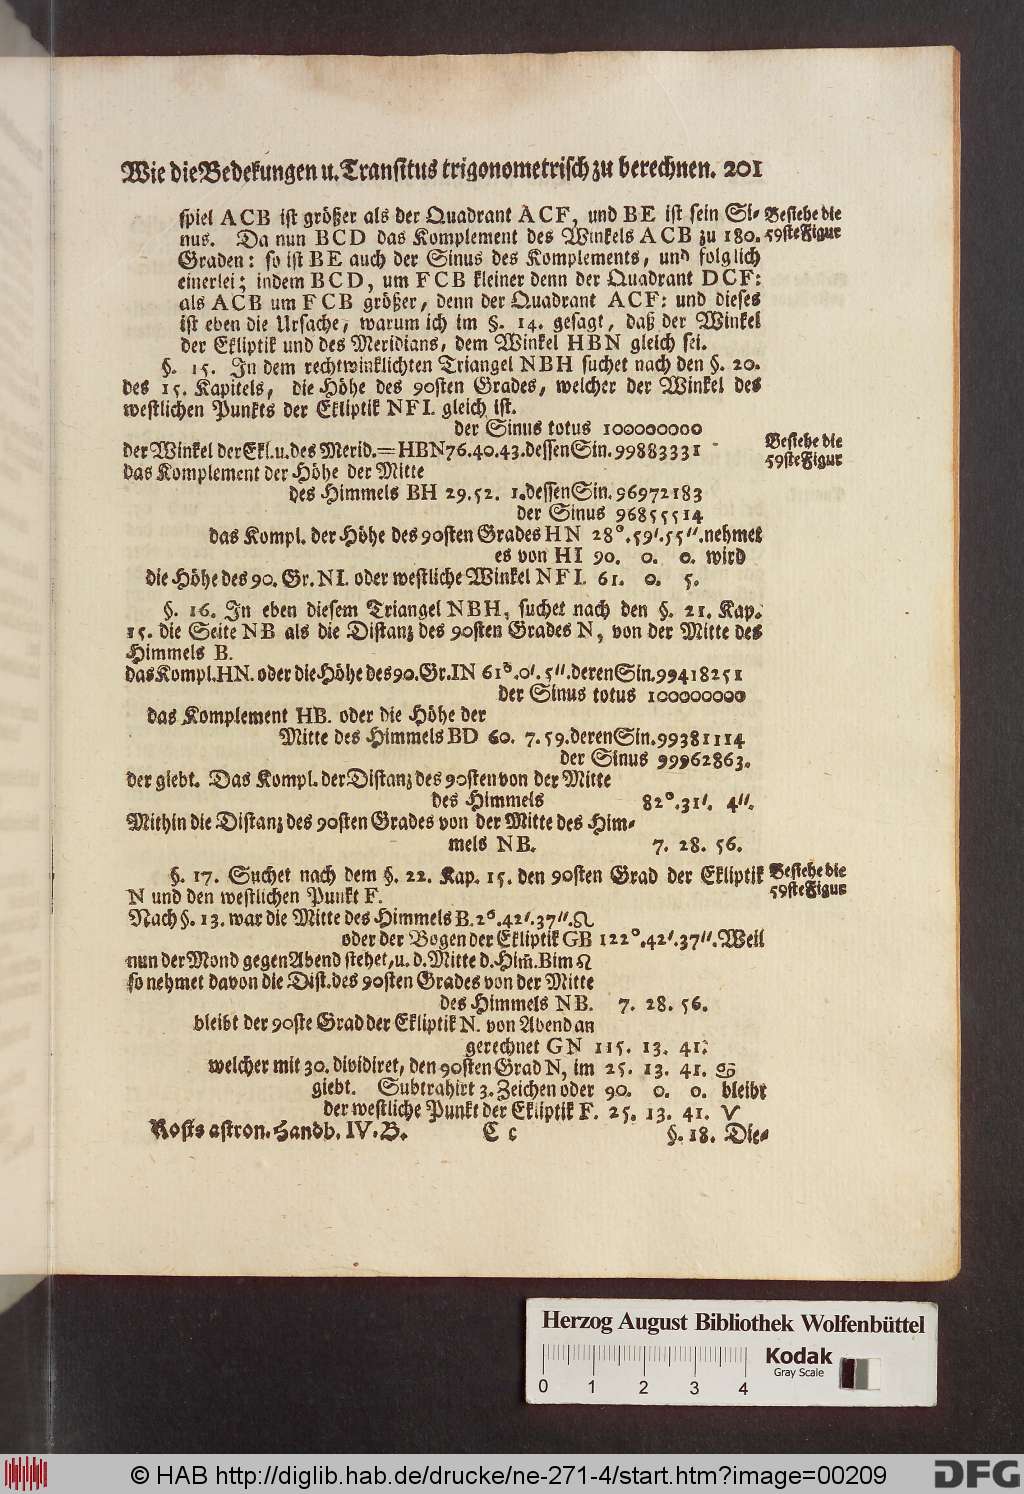 Wie die Bedekungen u. Transitus trigonometrisch zu berechnen. 201
spiel ACB ist größer als der Quadrant ACF, und BE ist sein Si-
nus. Da nun BCD das Komplement des Winkels ACB zu 180.
Graden: so ist BE auch der Sinus des Komplements, und folglich
einerlei; indem BCD, um FCB kleiner denn der Quadrant DCF:
als ACB um FCB größer, denn der Quadrant ACF: und dieses
ist eben die Ursache, warum ich im §. 14. gesagt, daß der Winkel
der Ekliptik und des Meridians, dem Winkel HBN gleich sei.
Bestehe die
59ste Figur
§. 15. In dem rechtwinklichten Triangel NBH suchet nach den §. 20.
des 15. Kapitels, die Höhe des 90sten Grades, welcher der Winkel des
westlichen Punkts der Ekliptik NFI. gleich ist.
der Sinus totus 100000000
der Winkel der Ekl. u. des Merid. = HBN 76. 40. 43. dessen Sin. 99883331
Bestehe die
59ste Figur
das Komplement der Höhe der Mitte
des Himmels BH 29. 52. 1. dessen Sin. 96972183
der Sinus 96855514
das Kompl. der Höhe des 90sten Grades HN 28°. 59′. 55″. nehmet
es von HI 90. 0. 0. wird
die Höhe des 90. Gr. NI. oder westliche Winkel NFI. 61. 0. 5.
§. 16. In eben diesem Triangel NBH, suchet nach den §. 21. Kap.
15. die Seite NB als die Distanz des 90sten Grades N, von der Mitte des
Himmels B.
das Kompl. HN. oder die Höhe des 90. Gr. IN 61°. 0′. 5″. deren Sin. 99418251
der Sinus totus 100000000
das Komplement HB. oder die Höhe der
Mitte des Himmels BD 60. 7. 59. deren Sin. 99381114
der Sinus 99962863.
der giebt. Das Kompl. der Distanz des 90sten von der Mitte
des Himmels 82°. 31′. 4″.
Mithin die Distanz des 90sten Grades von der Mitte des Him-
mels NB. 7. 28. 56.
§. 17. Suchet nach dem §. 22. Kap. 15. den 90sten Grad der Ekliptik
N und den westlichen Punkt F.
Bestehe die
59ste Figur
Nach §. 13. war die Mitte des Himmels B. 2°. 42′. 37″. ♌
oder der Bogen der Ekliptik GB 122°. 42′. 37″. Weil
nun der Mond gegen Abend stehet, u. d. Mitte d. Him̄. B im ♌
so nehmet davon die Dist. des 90sten Grades von der Mitte
des Himmels NB. 7. 28. 56.
bleibt der 90ste Grad der Ekliptik N. von Abend an
gerechnet GN 115. 13. 41.
welcher mit 30. dividiret, den 90sten Grad N, im 25. 13. 41. ♋
giebt. Subtrahirt 3. Zeichen oder 90. 0. 0. bleibt
der westliche Punkt der Ekliptik F. 25. 13. 41. ♈
Rosts astron. Handb. IV. B. C c §. 18. Die-
Herzog August Bibliothek Wolfenbüttel
0 1 2 3 4
Kodak
Gray Scale
© HAB http://diglib.hab.de/drucke/ne-271-4/start.htm?image=00209
DFG